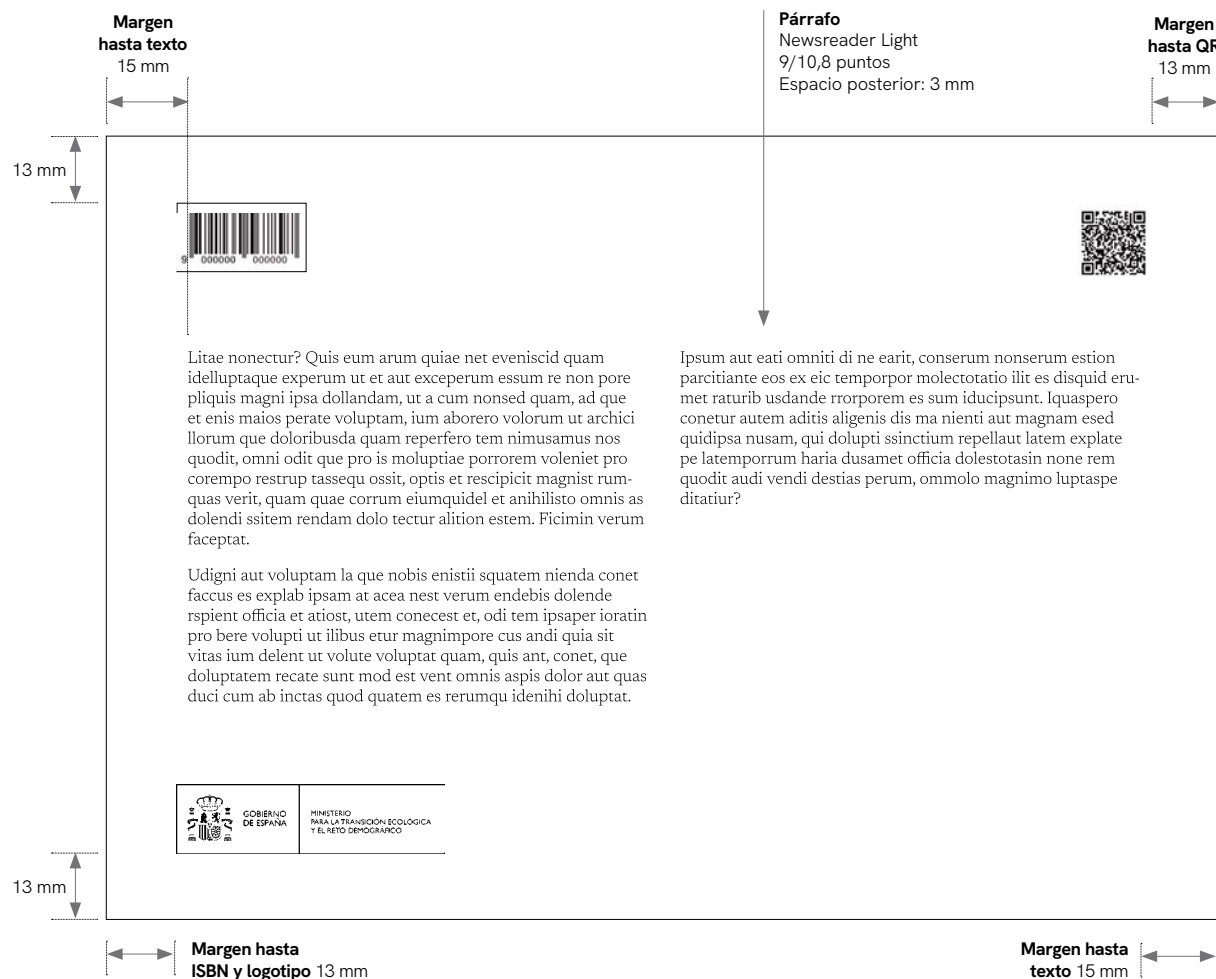 Margen
hasta texto
15 mm
Párrafo
Newsreader Light
9/10,8 puntos
Espacio posterior: 3 mm
Margen
hasta QR
13 mm
13 mm
9 000000 000000
Litae nonectur? Quis eum arum quiae net eveniscid quam
idelluptaque experum ut et aut exceperum essum re non pore
pliquis magni ipsa dollandam, ut a cum nonsed quam, ad que
et enis maios perate voluptam, ium aborero volorum ut archici
llorum que doloribusda quam reperfero tem nimusamus nos
quodit, omni odit que pro is moluptiae porrorem voleniet pro
corempo restrup tassequ ossit, optis et rescipicit magnist rum-
quas verit, quam quae corrum eiumquidel et anihilisto omnis as
dolendi ssitem rendam dolo tectur alition estem. Ficimin verum
faceptat.
Udigni aut voluptam la que nobis enistii squatem nienda conet
faccus es explab ipsam at acea nest verum endebis dolende
rspient officia et atiost, utem conecest et, odi tem ipsaper ioratin
pro bere volupti ut ilibus etur magnimpore cus andi quia sit
vitas ium delent ut volute voluptat quam, quis ant, conet, que
doluptatem recate sunt mod est vent omnis aspis dolor aut quas
duci cum ab inctas quod quatem es rerumqu idenihi doluptat.
Ipsum aut eati omniti di ne earit, conserum nonserum estion
parcitiante eos ex eic temporpor molectotatio ilit es disquid eru-
met raturib usdande rrorporem es sum iducipsunt. Iquaspero
conetur autem aditis aligenis dis ma nienti aut magnam esed
quidipsa nusam, qui dolupti ssinctium repellaut latem explate
pe latemporrum haria dusamet officia dolestotasin none rem
quodit audi vendi destias perum, ommolo magnimo luptaspe
ditatiur?
GOBIERNO
DE ESPAÑA
MINISTERIO
PARA LA TRANSICIÓN ECOLÓGICA
Y EL RETO DEMOGRÁFICO
13 mm
Margen hasta
ISBN y logotipo 13 mm
Margen hasta
texto 15 mm